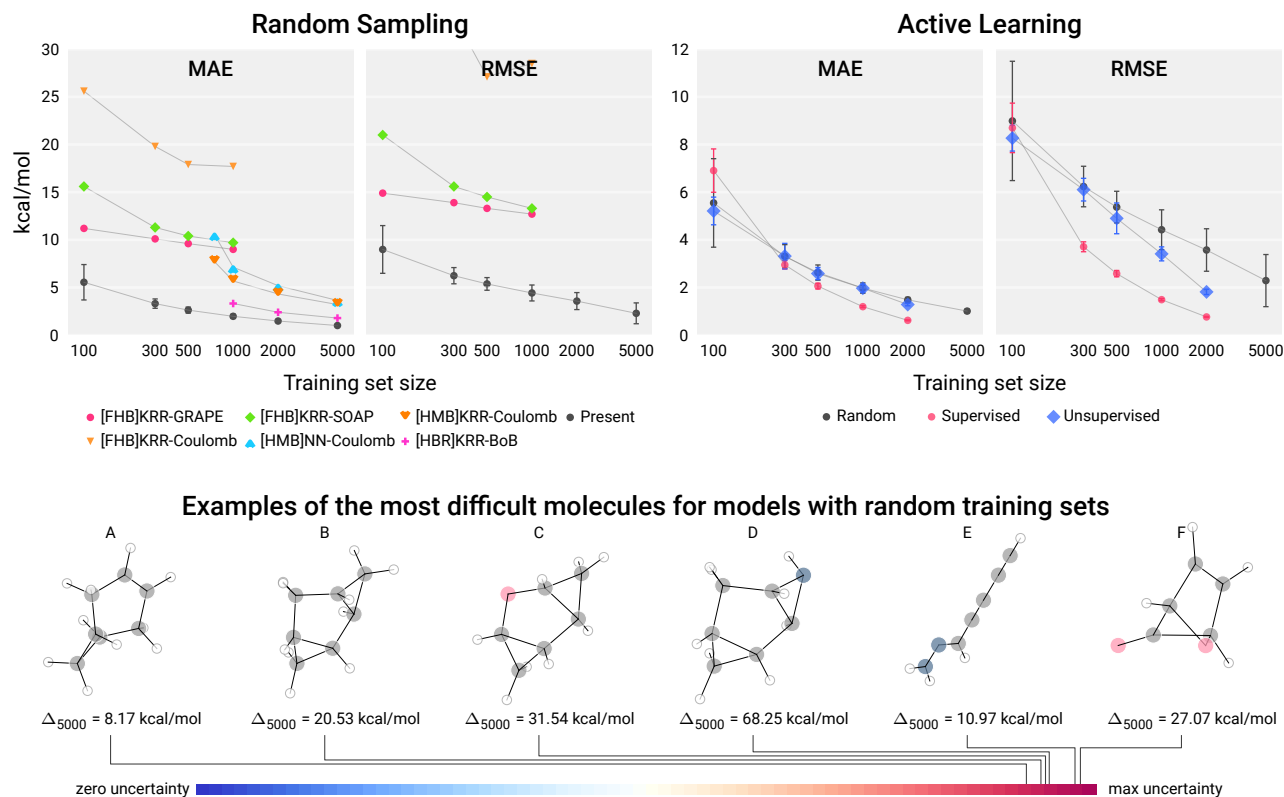 Random Sampling
Active Learning
MAE
RMSE
MAE
RMSE
kcal/mol
30
25
20
15
10
5
0
12
10
8
6
4
2
0
100 300 500 1000 2000 5000
100 300 500 1000 2000 5000
100 300 500 1000 2000 5000
100 300 500 1000 2000 5000
Training set size
Training set size
[FHB]KRR-GRAPE [FHB]KRR-SOAP [HMB]KRR-Coulomb Present
[FHB]KRR-Coulomb [HMB]NN-Coulomb [HBR]KRR-BoB
Random Supervised Unsupervised
Examples of the most difficult molecules for models with random training sets
A B C D E F
Δ5000 = 8.17 kcal/mol Δ5000 = 20.53 kcal/mol Δ5000 = 31.54 kcal/mol Δ5000 = 68.25 kcal/mol Δ5000 = 10.97 kcal/mol Δ5000 = 27.07 kcal/mol
zero uncertainty max uncertainty